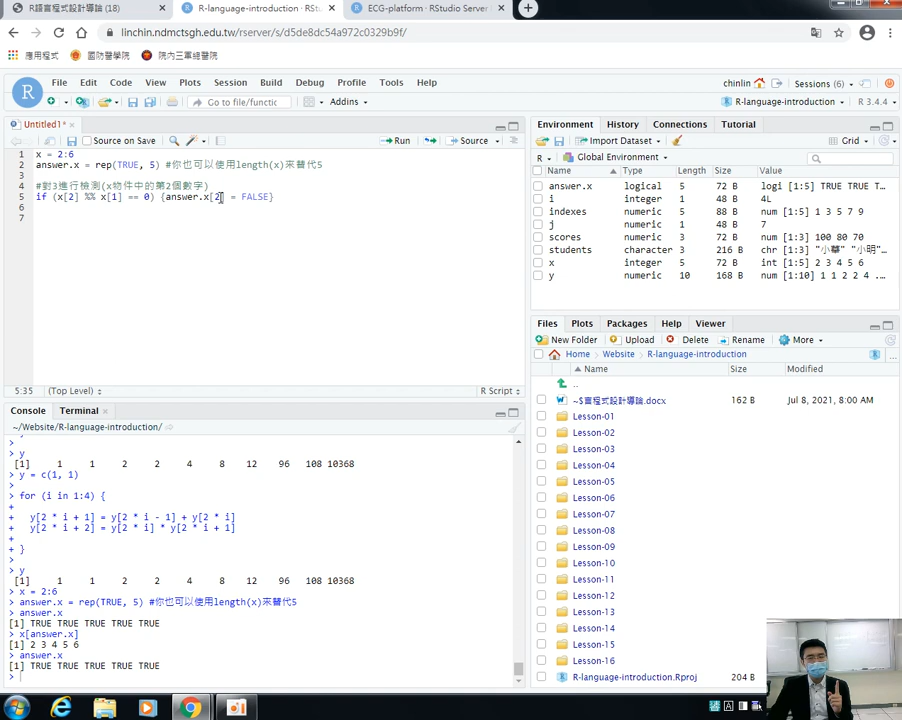 R語言程式設計導論 (18)
R-language-introduction - RSt
ECG-platform - RStudio Server
linchin.ndmctsgh.edu.tw/rserver/s/d5de8dc54a972c0329b9f/
應用程式 國防醫學院 院內三軍總醫院
File Edit Code View Plots Session Build Debug Profile Tools Help
chinlin Sessions (6)
Go to file/functic Addins
R-language-introduction R 3.4.4
Untitled1*
Source on Save Run Source
1 x = 2:6
2 answer.x = rep(TRUE, 5) #你也可以使用length(x)來替代5
3
4 #對3進行檢測(x物件中的第2個數字)
5 if (x[2] %% x[1] == 0) {answer.x[2] = FALSE}
6
7
5:35 (Top Level) R Script
Console Terminal
~/Website/R-language-introduction/
>
> y
[1] 1 1 2 2 4 8 12 96 108 10368
> y = c(1, 1)
>
> for (i in 1:4) {
+
+ y[2 * i + 1] = y[2 * i - 1] + y[2 * i]
+ y[2 * i + 2] = y[2 * i] * y[2 * i + 1]
+
+ }
>
> y
[1] 1 1 2 2 4 8 12 96 108 10368
> x = 2:6
> answer.x = rep(TRUE, 5) #你也可以使用length(x)來替代5
> answer.x
[1] TRUE TRUE TRUE TRUE TRUE
> x[answer.x]
[1] 2 3 4 5 6
> answer.x
[1] TRUE TRUE TRUE TRUE TRUE
>
Environment History Connections Tutorial
Import Dataset Grid
R Global Environment
Name Type Length Size Value
answer.x logical 5 72 B logi [1:5] TRUE TRUE T…
i integer 1 48 B 4L
indexes numeric 5 88 B num [1:5] 1 3 5 7 9
j numeric 1 48 B 7
scores numeric 3 72 B num [1:3] 100 80 70
students character 3 216 B chr [1:3] "小華" "小明"…
x integer 5 72 B int [1:5] 2 3 4 5 6
y numeric 10 168 B num [1:10] 1 1 2 2 4 …
Files Plots Packages Help Viewer
New Folder Upload Delete Rename More
Home Website R-language-introduction
Name Size Modified
..
~$言程式設計導論.docx 162 B Jul 8, 2021, 8:00 AM
Lesson-01
Lesson-02
Lesson-03
Lesson-04
Lesson-05
Lesson-06
Lesson-07
Lesson-08
Lesson-09
Lesson-10
Lesson-11
Lesson-12
Lesson-13
Lesson-14
Lesson-15
Lesson-16
R-language-introduction.Rproj 204 B